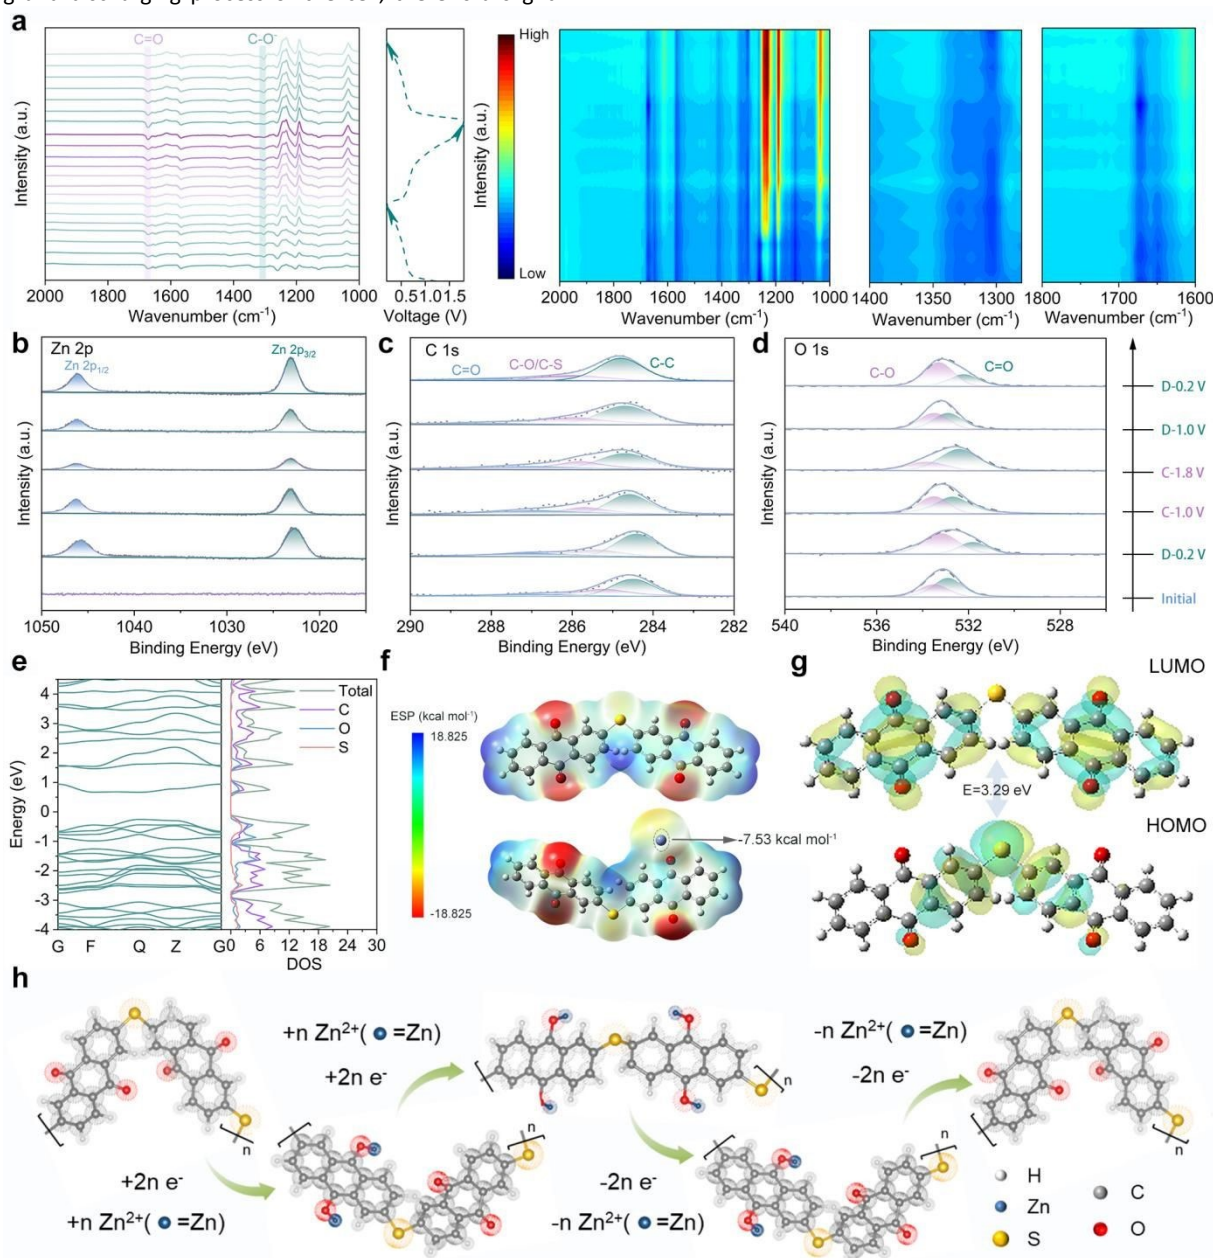 a
C=O
C-O⁻
Intensity (a.u.)
2000 1800 1600 1400 1200 1000
Wavenumber (cm⁻¹)
0.5 1.0 1.5
Voltage (V)
High
Low
Intensity (a.u.)
2000 1800 1600 1400 1200 1000
Wavenumber (cm⁻¹)
1400 1350 1300
Wavenumber (cm⁻¹)
1800 1700 1600
Wavenumber (cm⁻¹)
b
Zn 2p
Zn 2p1/2
Zn 2p3/2
Intensity (a.u.)
1050 1040 1030 1020
Binding Energy (eV)
c
C 1s
C=O
C-O/C-S
C-C
Intensity (a.u.)
290 288 286 284 282
Binding Energy (eV)
d
O 1s
C-O
C=O
Intensity (a.u.)
540 536 532 528
Binding Energy (eV)
D-0.2 V
D-1.0 V
C-1.8 V
C-1.0 V
D-0.2 V
Initial
e
Energy (eV)
4
3
2
1
0
-1
-2
-3
-4
G F Q Z G
Total
C
O
S
0 6 12 18 24 30
DOS
f
ESP (kcal mol⁻¹)
18.825
-18.825
-7.53 kcal mol⁻¹
g
LUMO
E=3.29 eV
HOMO
h
n
+2n e⁻
+n Zn²⁺( =Zn)
n
+n Zn²⁺( =Zn)
+2n e⁻
n
-2n e⁻
-n Zn²⁺( =Zn)
n
-n Zn²⁺( =Zn)
-2n e⁻
n
H
Zn
S
C
O